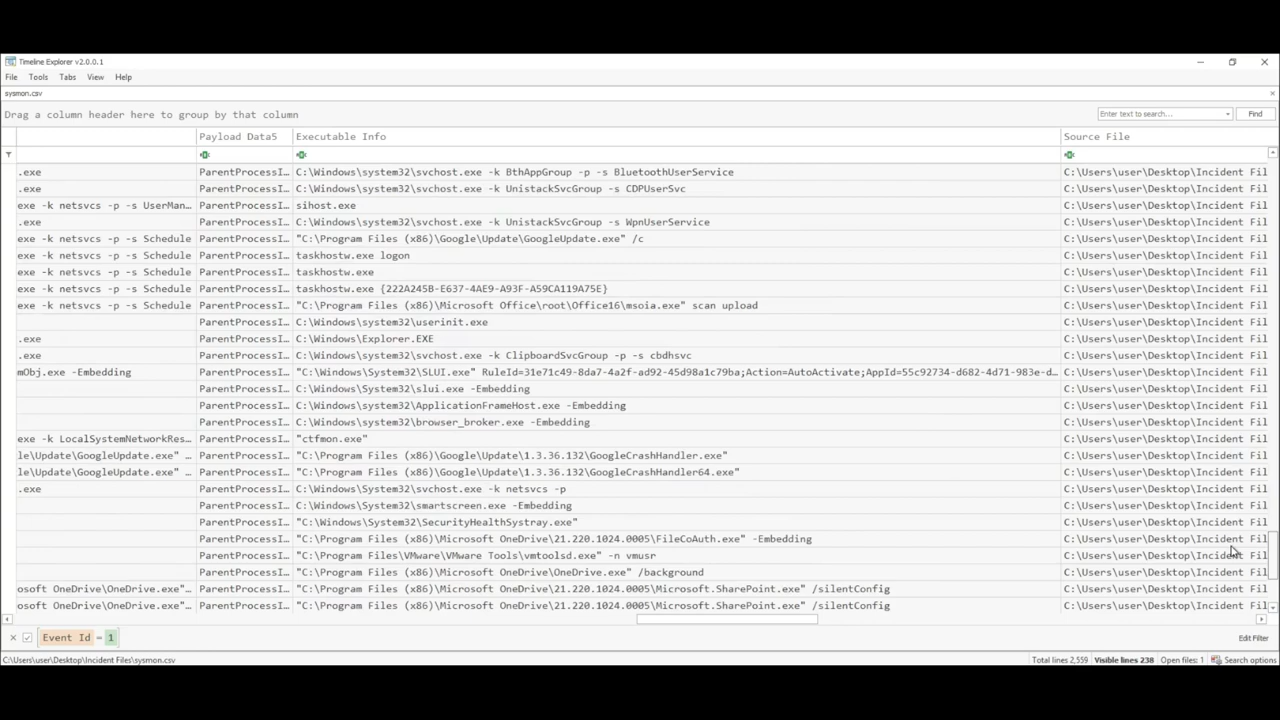 Timeline Explorer v2.0.0.1
File Tools Tabs View Help
sysmon.csv
Drag a column header here to group by that column
Enter text to search... Find
Payload Data5 Executable Info Source File
.exe ParentProcessI… C:\Windows\system32\svchost.exe -k BthAppGroup -p -s BluetoothUserService C:\Users\user\Desktop\Incident Fil
.exe ParentProcessI… C:\Windows\system32\svchost.exe -k UnistackSvcGroup -s CDPUserSvc C:\Users\user\Desktop\Incident Fil
exe -k netsvcs -p -s UserMan… ParentProcessI… sihost.exe C:\Users\user\Desktop\Incident Fil
.exe ParentProcessI… C:\Windows\system32\svchost.exe -k UnistackSvcGroup -s WpnUserService C:\Users\user\Desktop\Incident Fil
exe -k netsvcs -p -s Schedule ParentProcessI… "C:\Program Files (x86)\Google\Update\GoogleUpdate.exe" /c C:\Users\user\Desktop\Incident Fil
exe -k netsvcs -p -s Schedule ParentProcessI… taskhostw.exe logon C:\Users\user\Desktop\Incident Fil
exe -k netsvcs -p -s Schedule ParentProcessI… taskhostw.exe C:\Users\user\Desktop\Incident Fil
exe -k netsvcs -p -s Schedule ParentProcessI… taskhostw.exe {222A245B-E637-4AE9-A93F-A59CA119A75E} C:\Users\user\Desktop\Incident Fil
exe -k netsvcs -p -s Schedule ParentProcessI… "C:\Program Files (x86)\Microsoft Office\root\Office16\msoia.exe" scan upload C:\Users\user\Desktop\Incident Fil
ParentProcessI… C:\Windows\system32\userinit.exe C:\Users\user\Desktop\Incident Fil
.exe ParentProcessI… C:\Windows\Explorer.EXE C:\Users\user\Desktop\Incident Fil
.exe ParentProcessI… C:\Windows\system32\svchost.exe -k ClipboardSvcGroup -p -s cbdhsvc C:\Users\user\Desktop\Incident Fil
mObj.exe -Embedding ParentProcessI… "C:\Windows\System32\SLUI.exe" RuleId=31e71c49-8da7-4a2f-ad92-45d98a1c79ba;Action=AutoActivate;AppId=55c92734-d682-4d71-983e-d… C:\Users\user\Desktop\Incident Fil
ParentProcessI… C:\Windows\System32\slui.exe -Embedding C:\Users\user\Desktop\Incident Fil
ParentProcessI… C:\Windows\system32\ApplicationFrameHost.exe -Embedding C:\Users\user\Desktop\Incident Fil
ParentProcessI… C:\Windows\system32\browser_broker.exe -Embedding C:\Users\user\Desktop\Incident Fil
exe -k LocalSystemNetworkRes… ParentProcessI… "ctfmon.exe" C:\Users\user\Desktop\Incident Fil
le\Update\GoogleUpdate.exe" … ParentProcessI… "C:\Program Files (x86)\Google\Update\1.3.36.132\GoogleCrashHandler.exe" C:\Users\user\Desktop\Incident Fil
le\Update\GoogleUpdate.exe" … ParentProcessI… "C:\Program Files (x86)\Google\Update\1.3.36.132\GoogleCrashHandler64.exe" C:\Users\user\Desktop\Incident Fil
.exe ParentProcessI… C:\Windows\System32\svchost.exe -k netsvcs -p C:\Users\user\Desktop\Incident Fil
ParentProcessI… C:\Windows\System32\smartscreen.exe -Embedding C:\Users\user\Desktop\Incident Fil
ParentProcessI… "C:\Windows\System32\SecurityHealthSystray.exe" C:\Users\user\Desktop\Incident Fil
ParentProcessI… "C:\Program Files (x86)\Microsoft OneDrive\21.220.1024.0005\FileCoAuth.exe" -Embedding C:\Users\user\Desktop\Incident Fil
ParentProcessI… "C:\Program Files\VMware\VMware Tools\vmtoolsd.exe" -n vmusr C:\Users\user\Desktop\Incident Fil
ParentProcessI… "C:\Program Files (x86)\Microsoft OneDrive\OneDrive.exe" /background C:\Users\user\Desktop\Incident Fil
osoft OneDrive\OneDrive.exe"… ParentProcessI… "C:\Program Files (x86)\Microsoft OneDrive\21.220.1024.0005\Microsoft.SharePoint.exe" /silentConfig C:\Users\user\Desktop\Incident Fil
osoft OneDrive\OneDrive.exe"… ParentProcessI… "C:\Program Files (x86)\Microsoft OneDrive\21.220.1024.0005\Microsoft.SharePoint.exe" /silentConfig C:\Users\user\Desktop\Incident Fil
Event Id = 1 Edit Filter
C:\Users\user\Desktop\Incident Files\sysmon.csv Total lines 2,559 Visible lines 238 Open files: 1 Search options